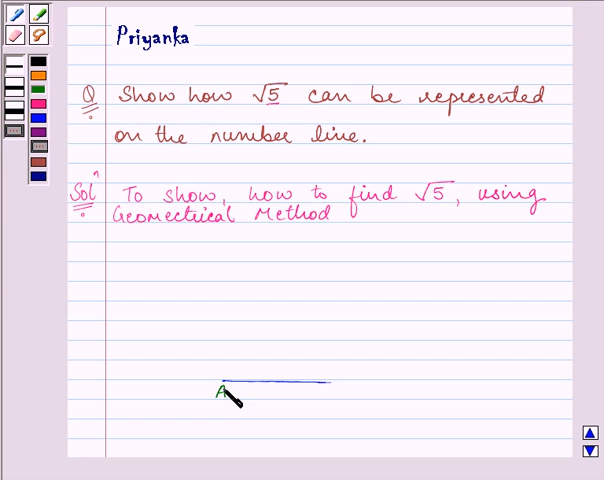 Priyanka
Q Show how √5 can be represented
on the number line.
Solⁿ To show, how to find √5, using
Geomectrical Method
A